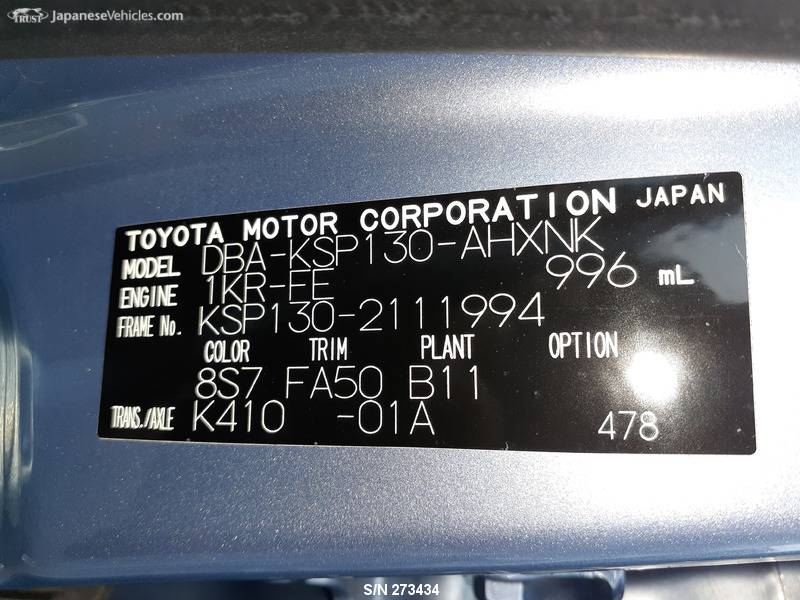 TRUST JapaneseVehicles.com
TOYOTA MOTOR CORPORATION JAPAN
MODEL DBA-KSP130-AHXNK
ENGINE 1KR-FE 996 mL
FRAME No. KSP130-2111994
COLOR TRIM PLANT OPTION
8S7 FA50 B11
TRANS./AXLE K410 -01A 478
S/N 273434